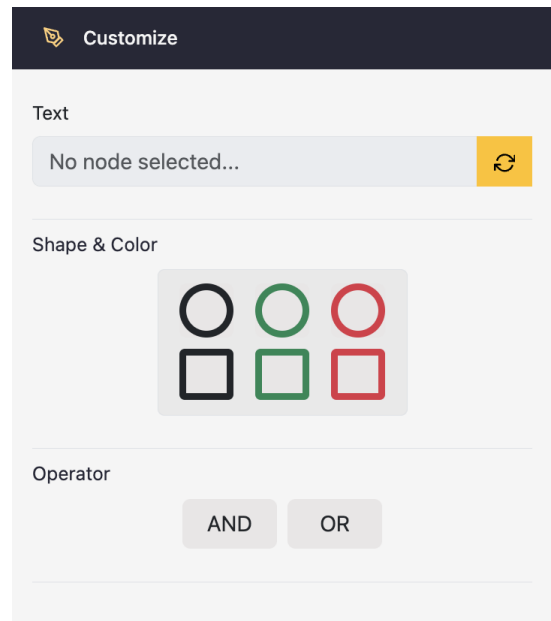 Customize
Text
No node selected...
Shape & Color
Operator
AND OR